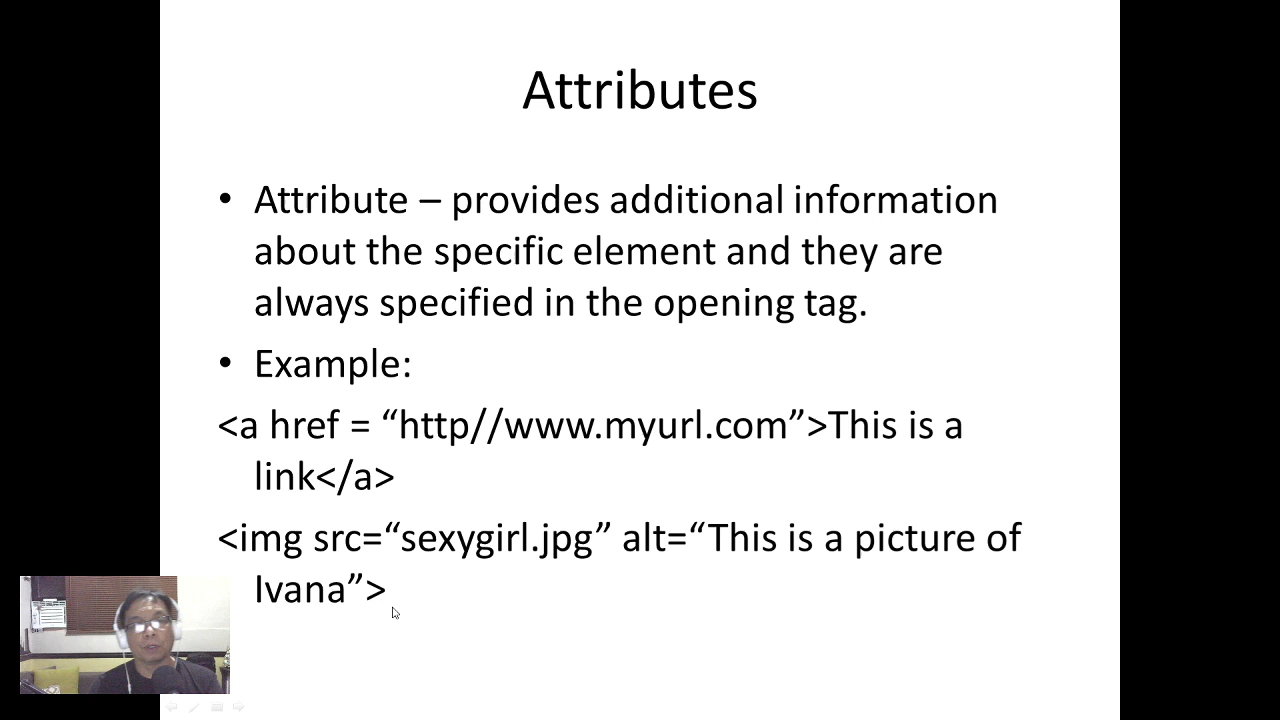 Attributes
• Attribute – provides additional information
about the specific element and they are
always specified in the opening tag.
• Example:
<a href = “http//www.myurl.com”>This is a
link</a>
<img src=“sexygirl.jpg” alt=“This is a picture of
Ivana”>